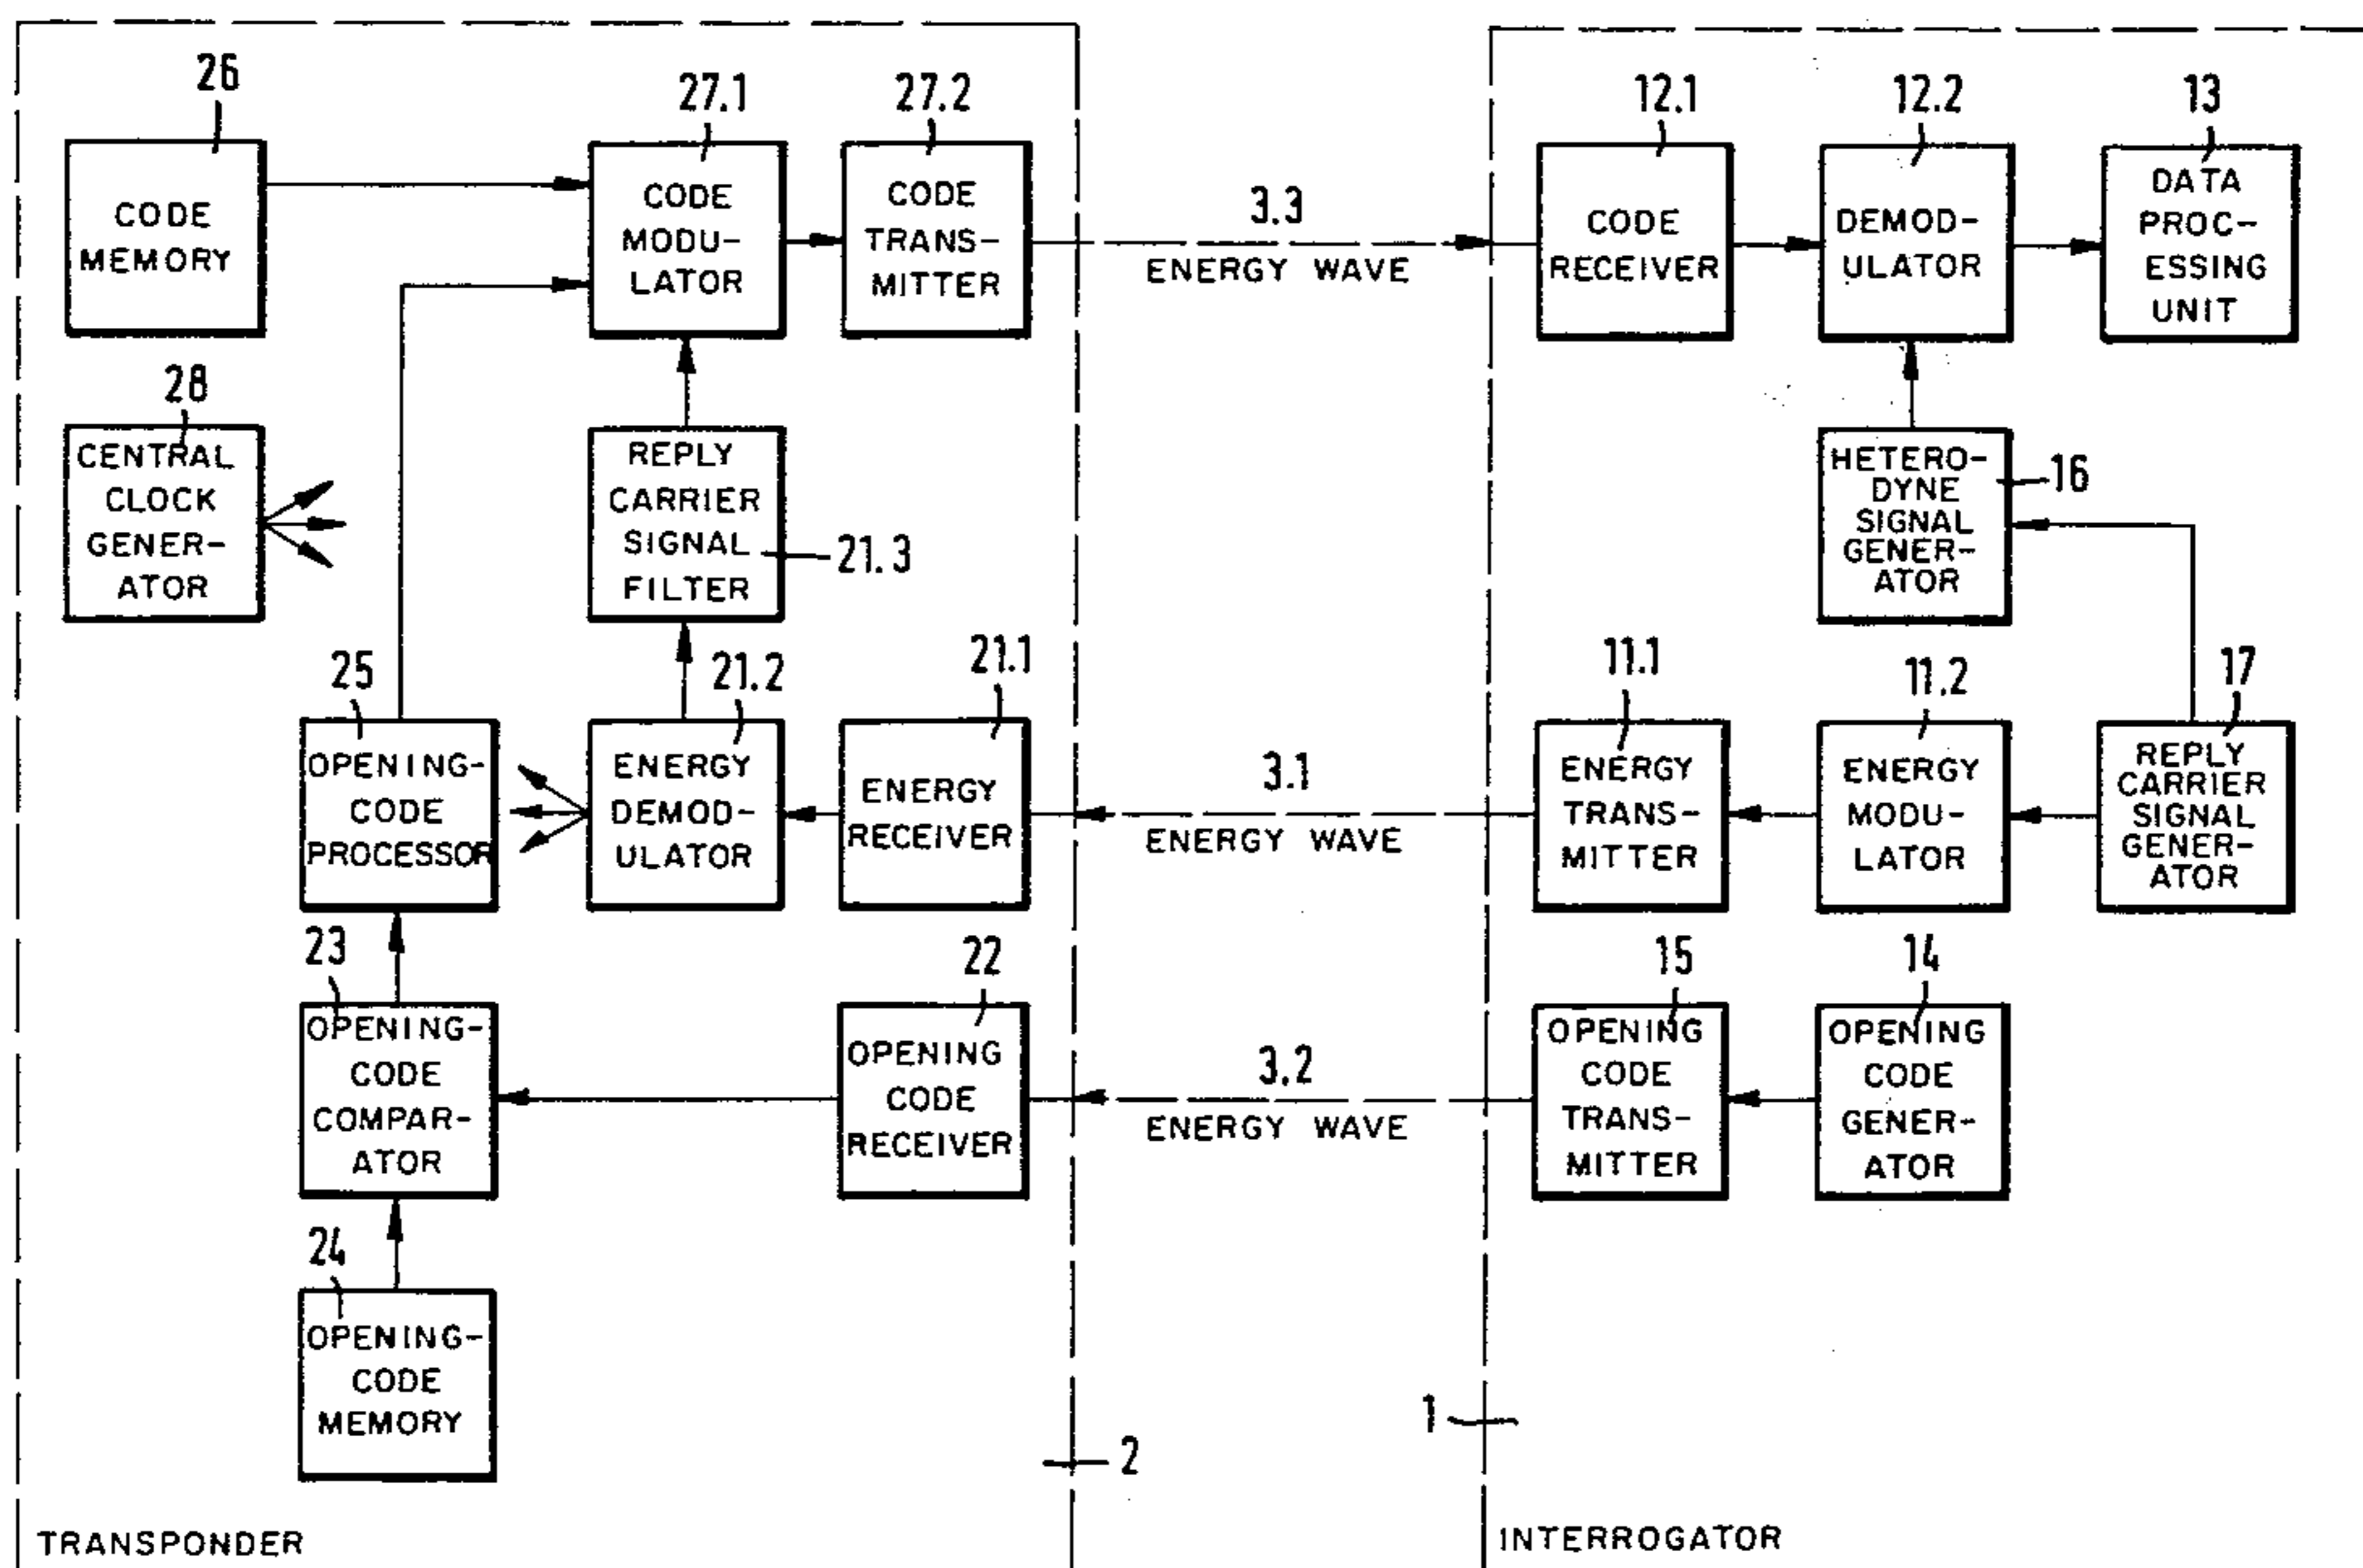 26
CODE
MEMORY
27.1
CODE
MODU-
LATOR
27.2
CODE
TRANS-
MITTER
3.3
ENERGY WAVE
12.1
CODE
RECEIVER
12.2
DEMOD-
ULATOR
13
DATA
PROC-
ESSING
UNIT
28
CENTRAL
CLOCK
GENER-
ATOR
REPLY
CARRIER
SIGNAL
FILTER
21.3
HETERO-
DYNE
SIGNAL
GENER-
ATOR
16
25
OPENING-
CODE
PROCESSOR
21.2
ENERGY
DEMOD-
ULATOR
21.1
ENERGY
RECEIVER
3.1
ENERGY WAVE
11.1
ENERGY
TRANS-
MITTER
11.2
ENERGY
MODU-
LATOR
17
REPLY
CARRIER
SIGNAL
GENER-
ATOR
23
OPENING-
CODE
COMPAR-
ATOR
22
OPENING
CODE
RECEIVER
3.2
ENERGY WAVE
15
OPENING
CODE
TRANS-
MITTER
14
OPENING
CODE
GENER-
ATOR
24
OPENING-
CODE
MEMORY
2
1
TRANSPONDER
INTERROGATOR